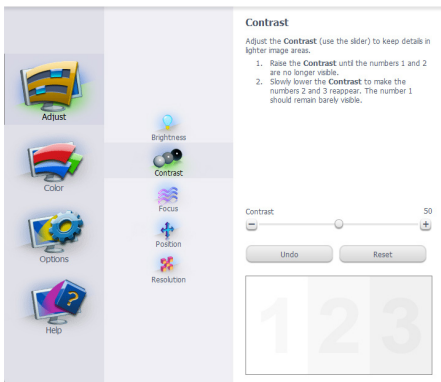 Adjust
Color
Options
Help
Brightness
Contrast
Focus
Position
Resolution
Contrast
Adjust the Contrast (use the slider) to keep details in
lighter image areas.
1. Raise the Contrast until the numbers 1 and 2
are no longer visible.
2. Slowly lower the Contrast to make the
numbers 2 and 3 reappear. The number 1
should remain barely visible.
Contrast 50
Undo Reset
1 2 3